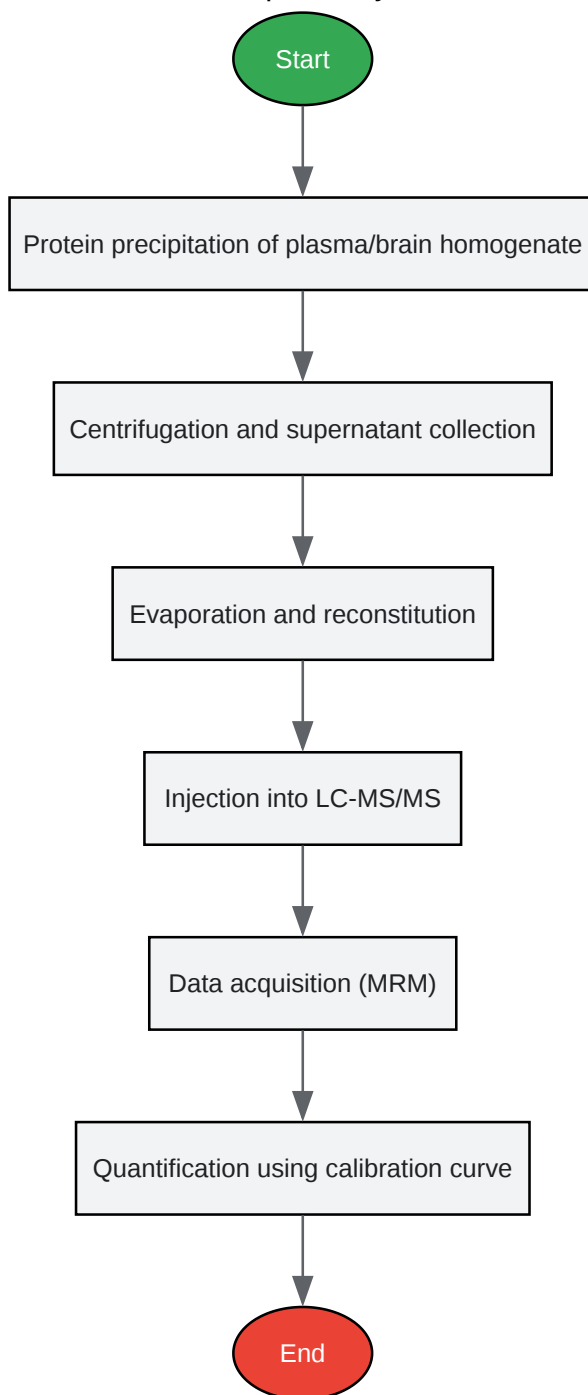 Start
Protein precipitation of plasma/brain homogenate
Centrifugation and supernatant collection
Evaporation and reconstitution
Injection into LC-MS/MS
Data acquisition (MRM)
Quantification using calibration curve
End